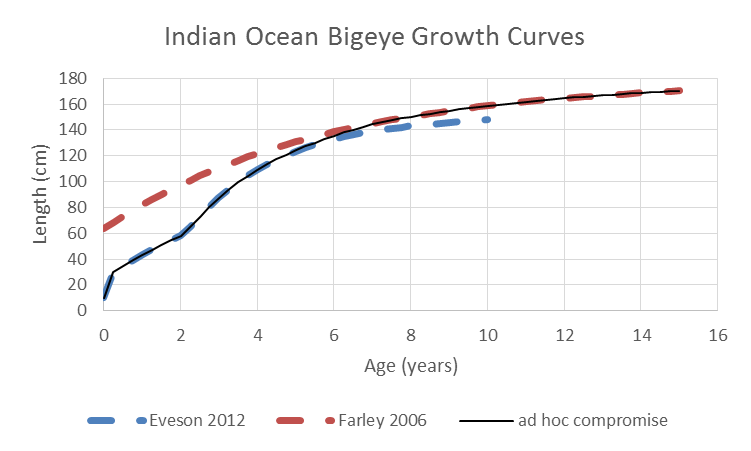 Indian Ocean Bigeye Growth Curves
180
160
140
120
100
80
60
40
20
0
Length (cm)
0 2 4 6 8 10 12 14 16
Age (years)
Eveson 2012 Farley 2006 ad hoc compromise